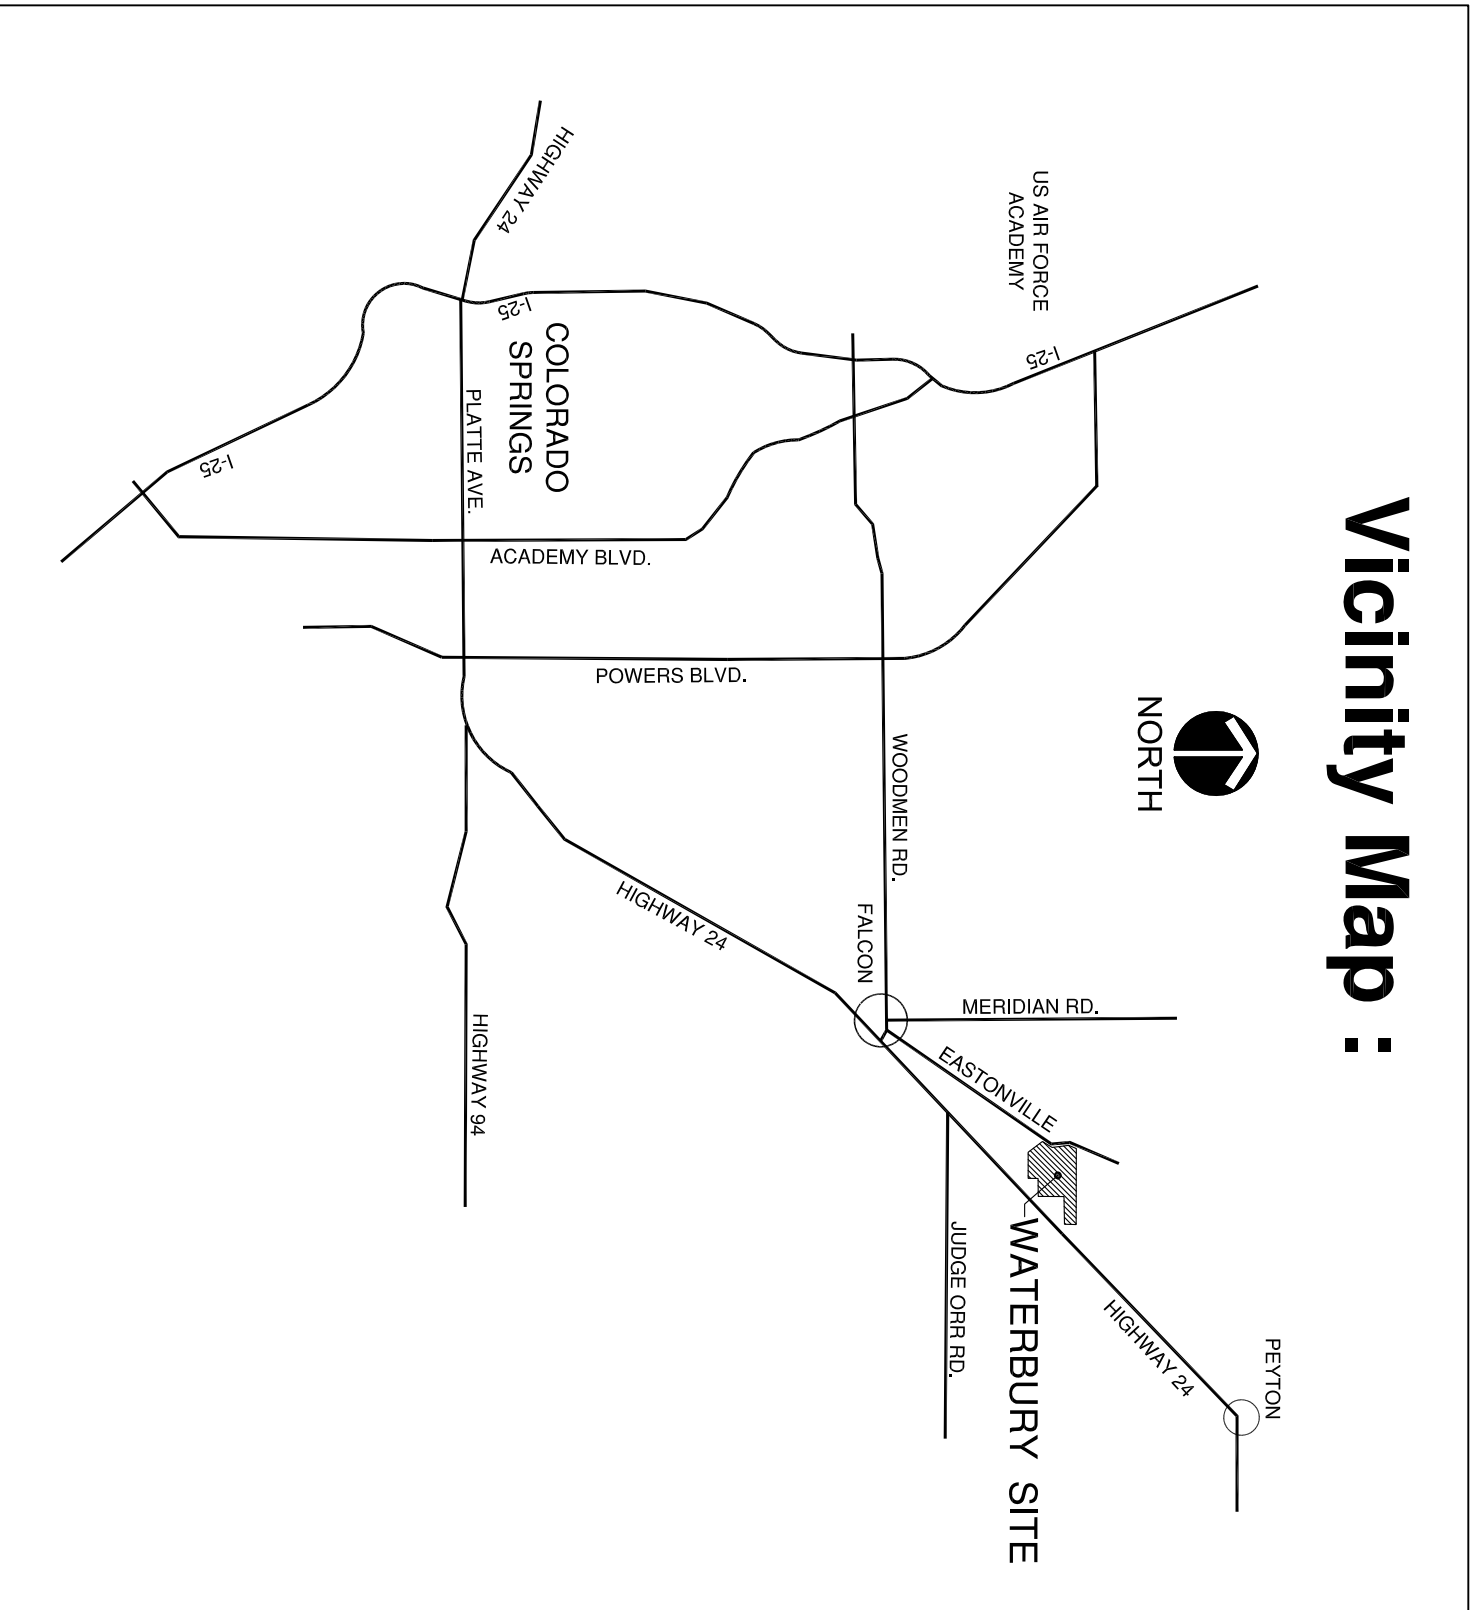 Vicinity Map :
NORTH
PEYTON
US AIR FORCE
ACADEMY
I-25
MERIDIAN RD.
EASTONVILLE
HIGHWAY 24
WATERBURY SITE
JUDGE ORR RD.
WOODMEN RD.
FALCON
POWERS BLVD.
HIGHWAY 24
ACADEMY BLVD.
COLORADO
SPRINGS
I-25
HIGHWAY 24
PLATTE AVE.
HIGHWAY 94
I-25